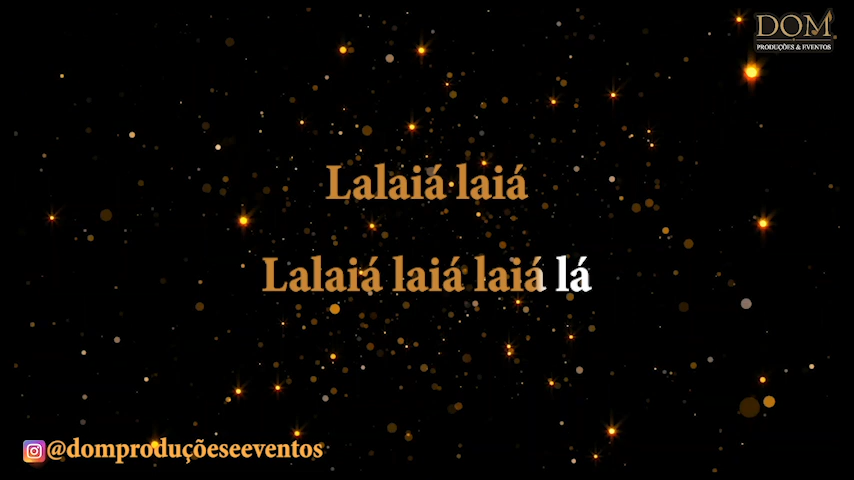 DOM
PRODUÇÕES & EVENTOS
Lalaiá laiá
Lalaiá laiá laiá lá
@domproduçõeseeventos